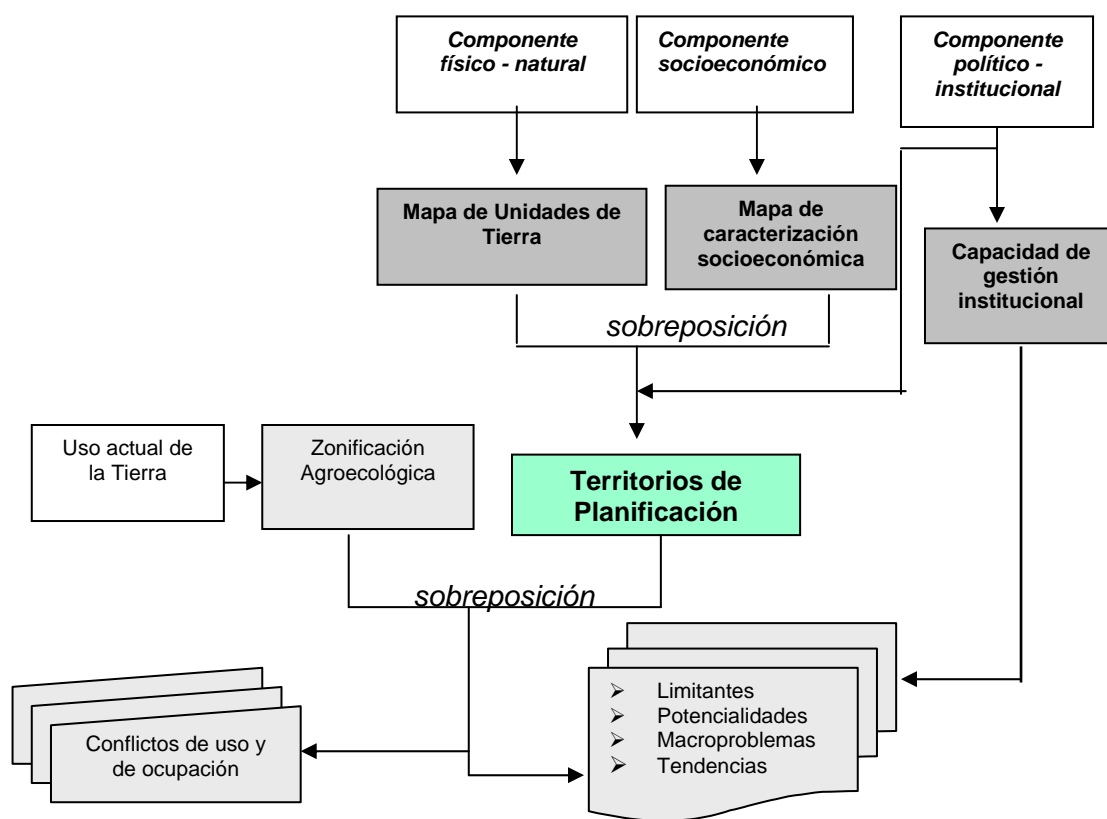 Componente
físico - natural
Componente
socioeconómico
Componente
político -
institucional
Mapa de Unidades de
Tierra
Mapa de
caracterización
socioeconómica
Capacidad de
gestión
institucional
sobreposición
Uso actual de
la Tierra
Zonificación
Agroecológica
Territorios de
Planificación
sobreposición
Conflictos de uso y
de ocupación
➢ Limitantes
➢ Potencialidades
➢ Macroproblemas
➢ Tendencias